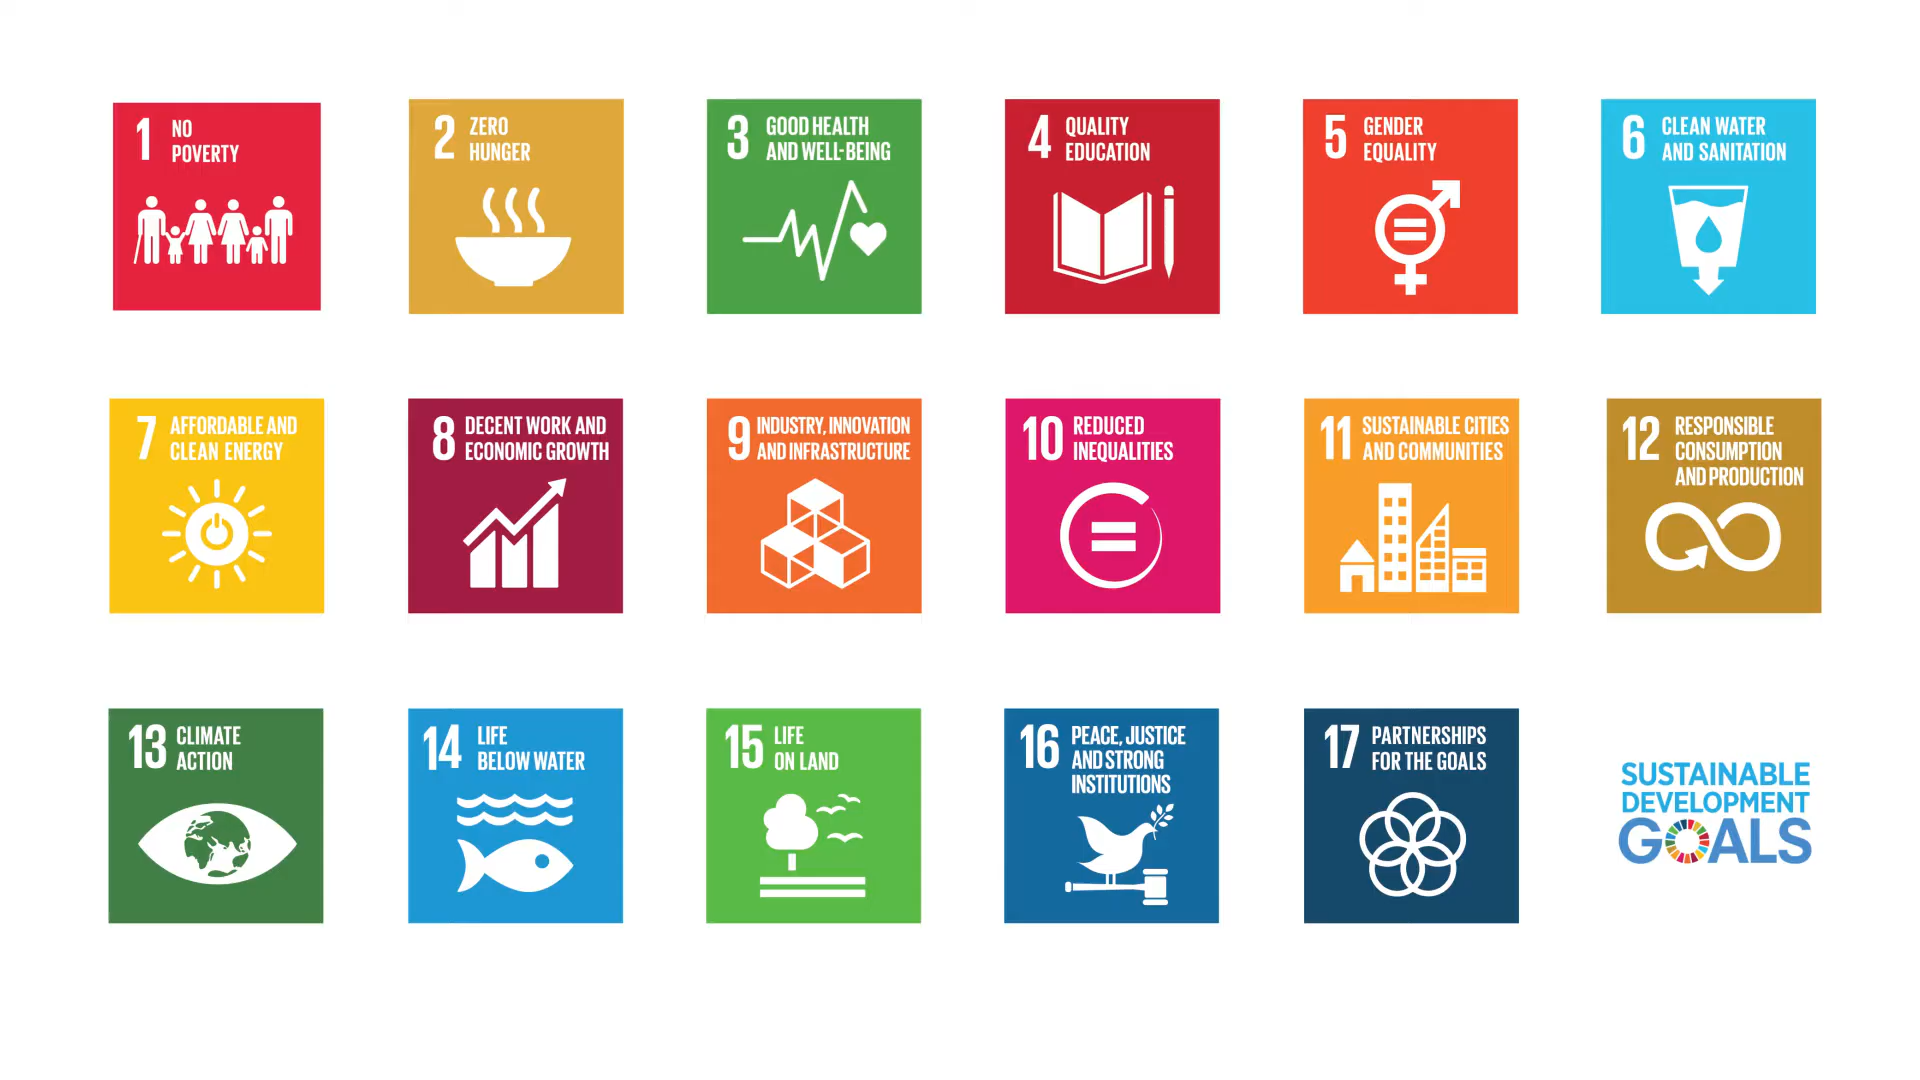 1 NO
POVERTY
2 ZERO
HUNGER
3 GOOD HEALTH
AND WELL-BEING
4 QUALITY
EDUCATION
5 GENDER
EQUALITY
6 CLEAN WATER
AND SANITATION
7 AFFORDABLE AND
CLEAN ENERGY
8 DECENT WORK AND
ECONOMIC GROWTH
9 INDUSTRY, INNOVATION
AND INFRASTRUCTURE
10 REDUCED
INEQUALITIES
11 SUSTAINABLE CITIES
AND COMMUNITIES
12 RESPONSIBLE
CONSUMPTION
AND PRODUCTION
13 CLIMATE
ACTION
14 LIFE
BELOW WATER
15 LIFE
ON LAND
16 PEACE, JUSTICE
AND STRONG
INSTITUTIONS
17 PARTNERSHIPS
FOR THE GOALS
SUSTAINABLE
DEVELOPMENT
GOALS